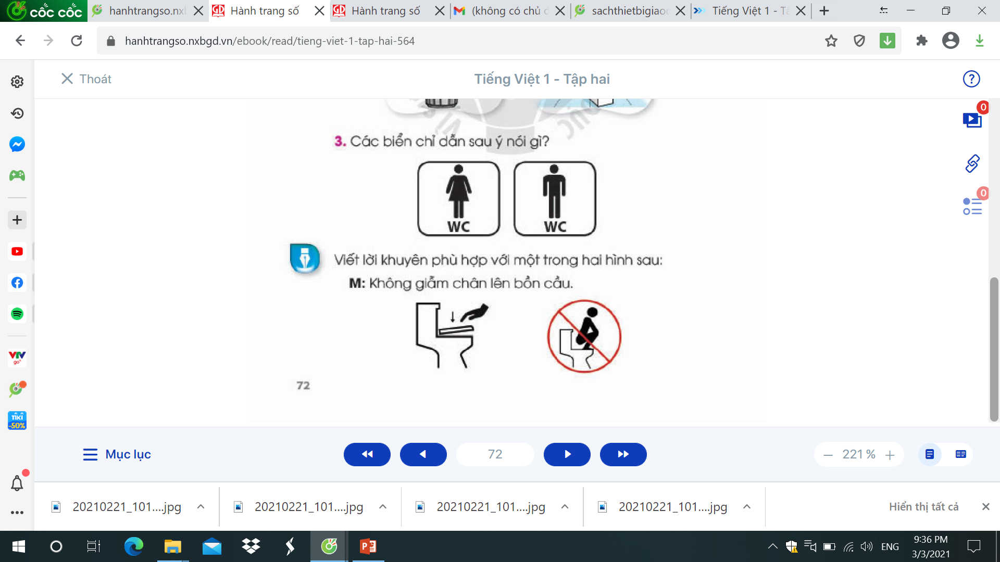 cốc cốc
hanhtrangso.nxb
Hành trang số
Hành trang số
(không có chủ đ
sachthietbigiaod
Tiếng Việt 1 - Tậ
hanhtrangso.nxbgd.vn/ebook/read/tieng-viet-1-tap-hai-564
Thoát
Tiếng Việt 1 - Tập hai
?
0
3. Các biển chỉ dẫn sau ý nói gì?
WC
WC
0
Viết lời khuyên phù hợp với một trong hai hình sau:
M: Không giẫm chân lên bồn cầu.
72
VTV
go
TIKI
-50%
Mục lục
72
221 %
20210221_101....jpg
20210221_101....jpg
20210221_101....jpg
20210221_101....jpg
Hiển thị tất cả
ENG
9:36 PM
3/3/2021